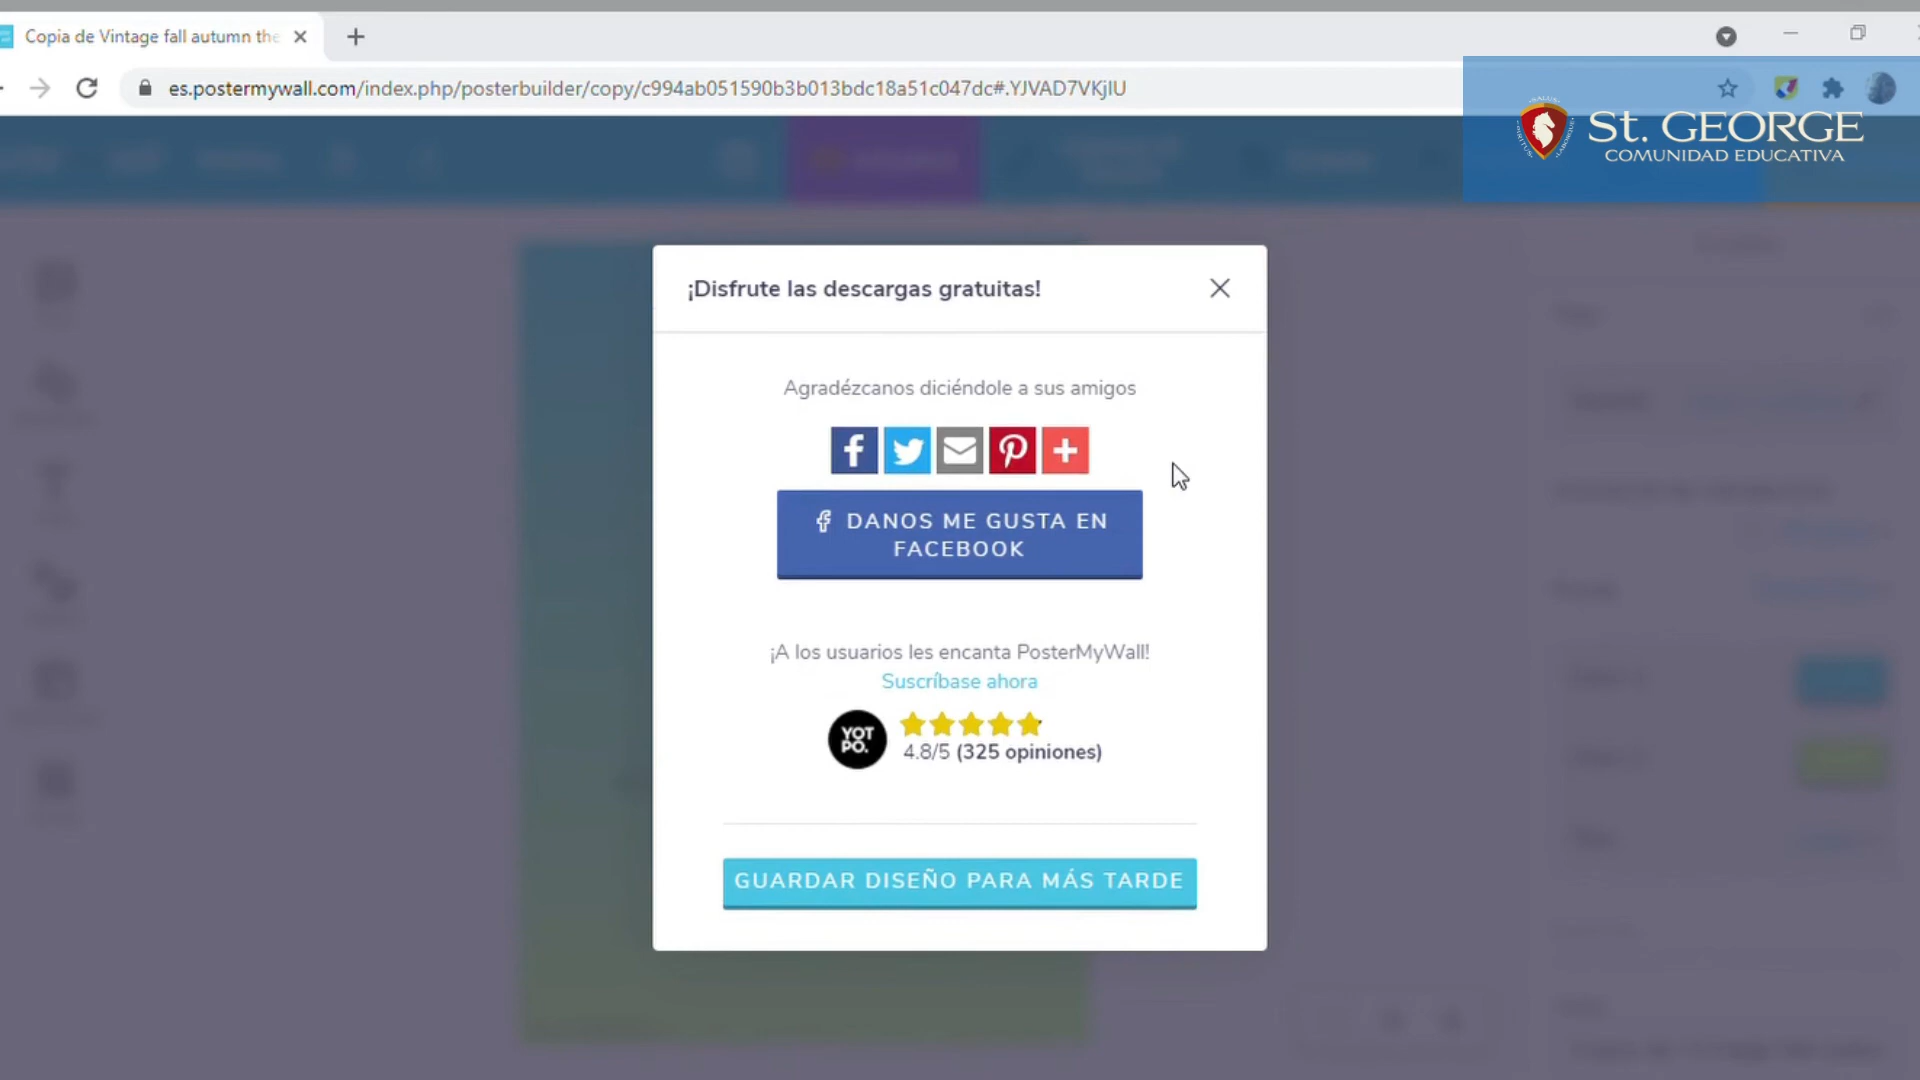 Copia de Vintage fall autumn the
es.postermywall.com/index.php/posterbuilder/copy/c994ab051590b3b013bdc18a51c047dc#.YJVAD7VKjIU
St. GEORGE
COMUNIDAD EDUCATIVA
¡Disfrute las descargas gratuitas!
Agradézcanos diciéndole a sus amigos
DANOS ME GUSTA EN
FACEBOOK
¡A los usuarios les encanta PosterMyWall!
Suscríbase ahora
YOT
PO.
4.8/5 (325 opiniones)
GUARDAR DISEÑO PARA MÁS TARDE